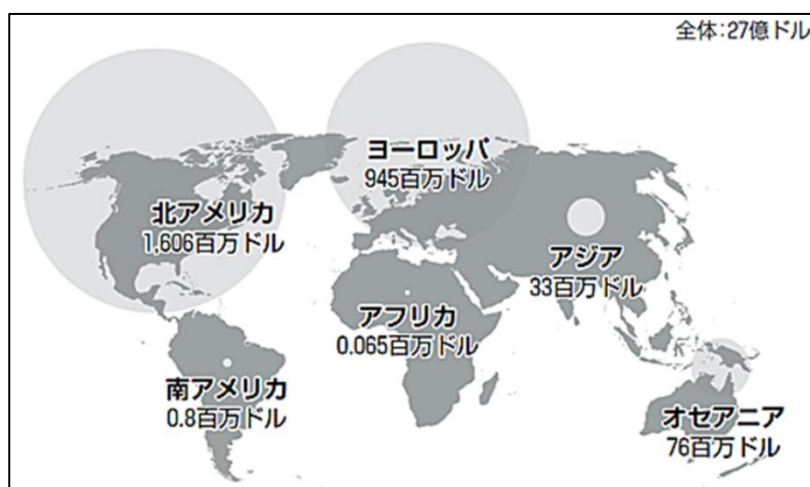 全体：27億ドル
ヨーロッパ
945百万ドル
北アメリカ
1,606百万ドル
アジア
33百万ドル
アフリカ
0.065百万ドル
南アメリカ
0.8百万ドル
オセアニア
76百万ドル